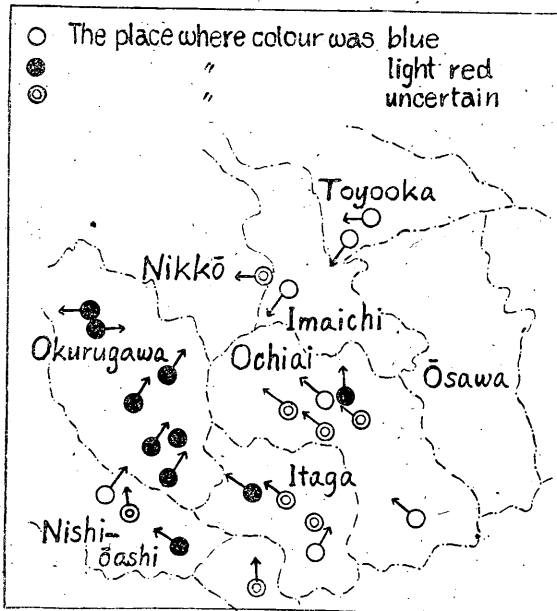 The place where colour was blue
〃 light red
〃 uncertain
Toyooka
Nikkō
Imaichi
Okurugawa
Ochiai
Ōsawa
Itaga
Nishi-
ōashi